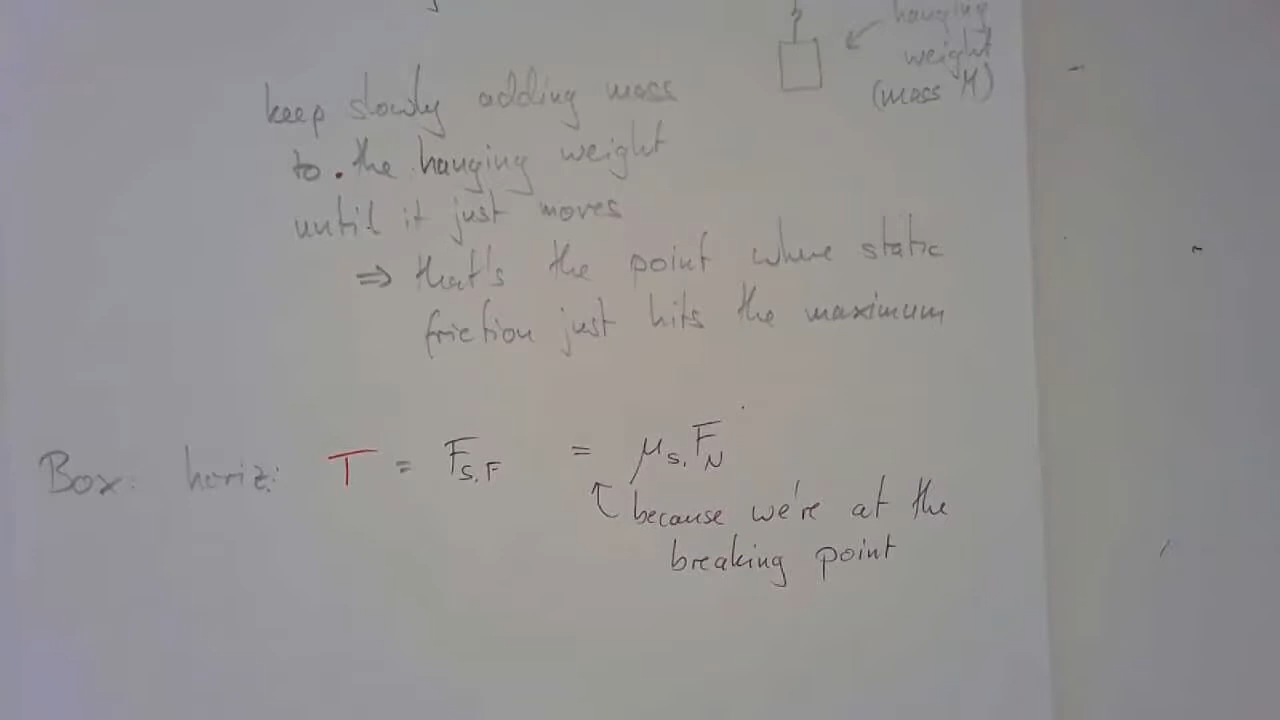 hanging
weight
(mass M)
keep slowly adding mass
to the hanging weight
until it just moves
⇒ that's the point where static
friction just hits the maximum
Box: horiz: T = F_S,F = μ_s F_N
because we're at the
breaking point